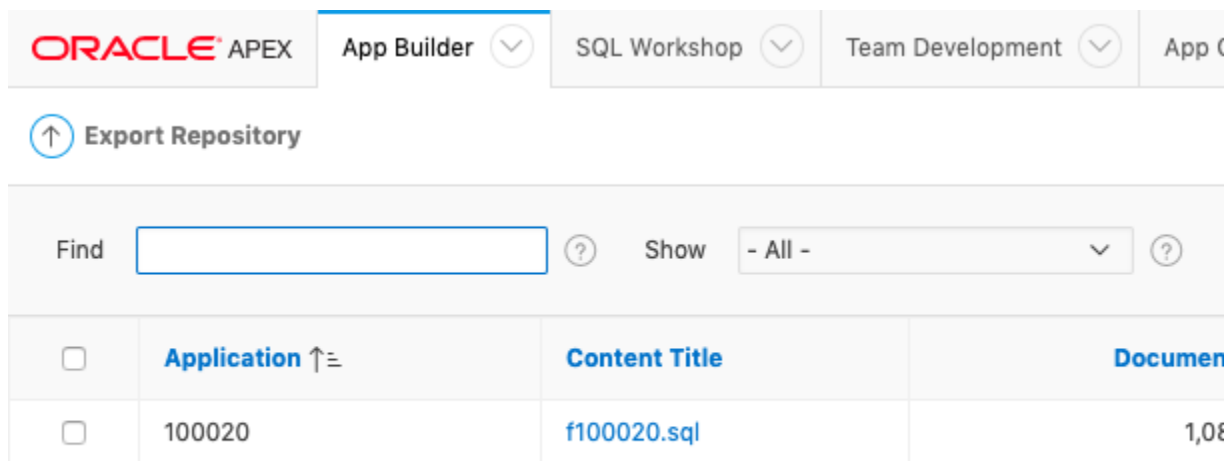 ORACLE APEX App Builder SQL Workshop Team Development App
Export Repository
Find ? Show - All - ?
Application Content Title
100020 f100020.sql